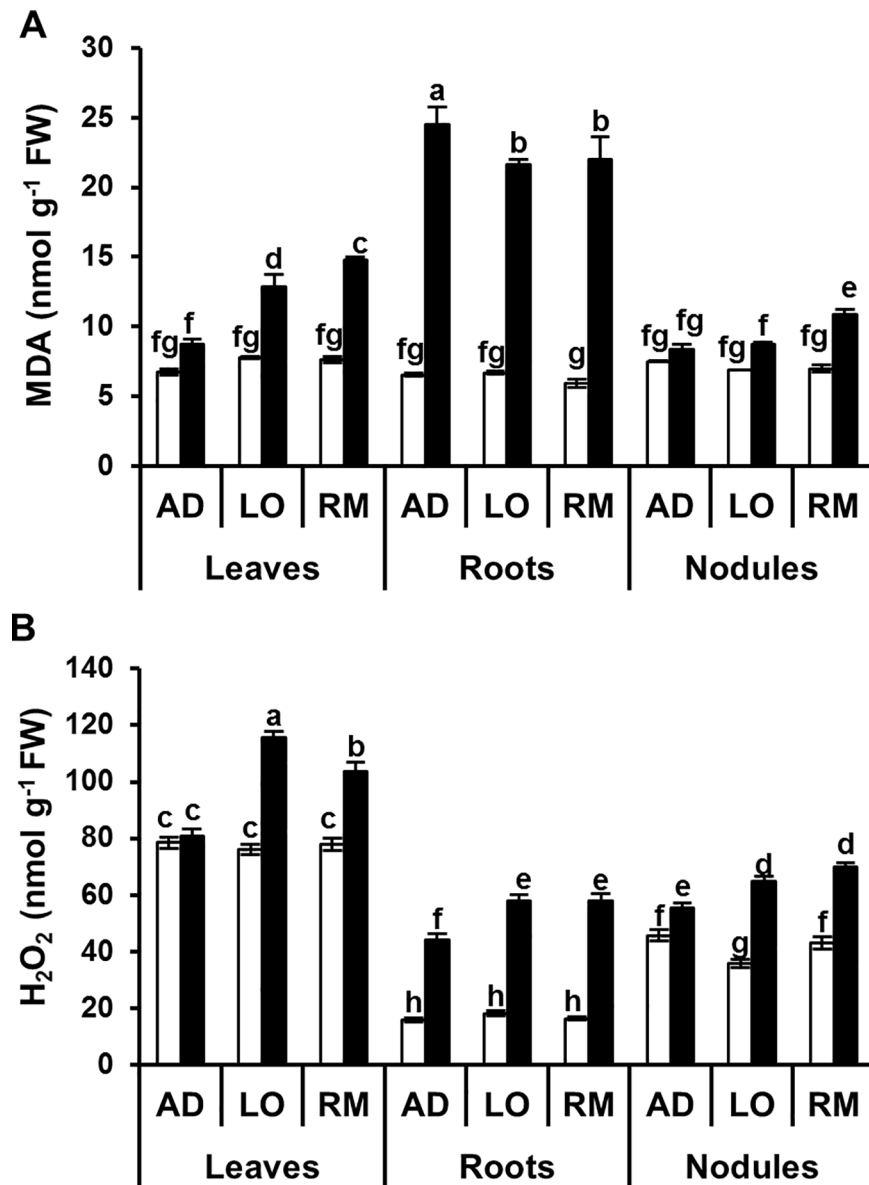 A
30
25
20
15
10
5
0
MDA (nmol g-1 FW)
fg f fg d fg c fg a fg b g b fg fg fg f fg e
AD LO RM AD LO RM AD LO RM
Leaves Roots Nodules
B
140
120
100
80
60
40
20
0
H2O2 (nmol g-1 FW)
c c c a c b h f h e h e f e g d f d
AD LO RM AD LO RM AD LO RM
Leaves Roots Nodules